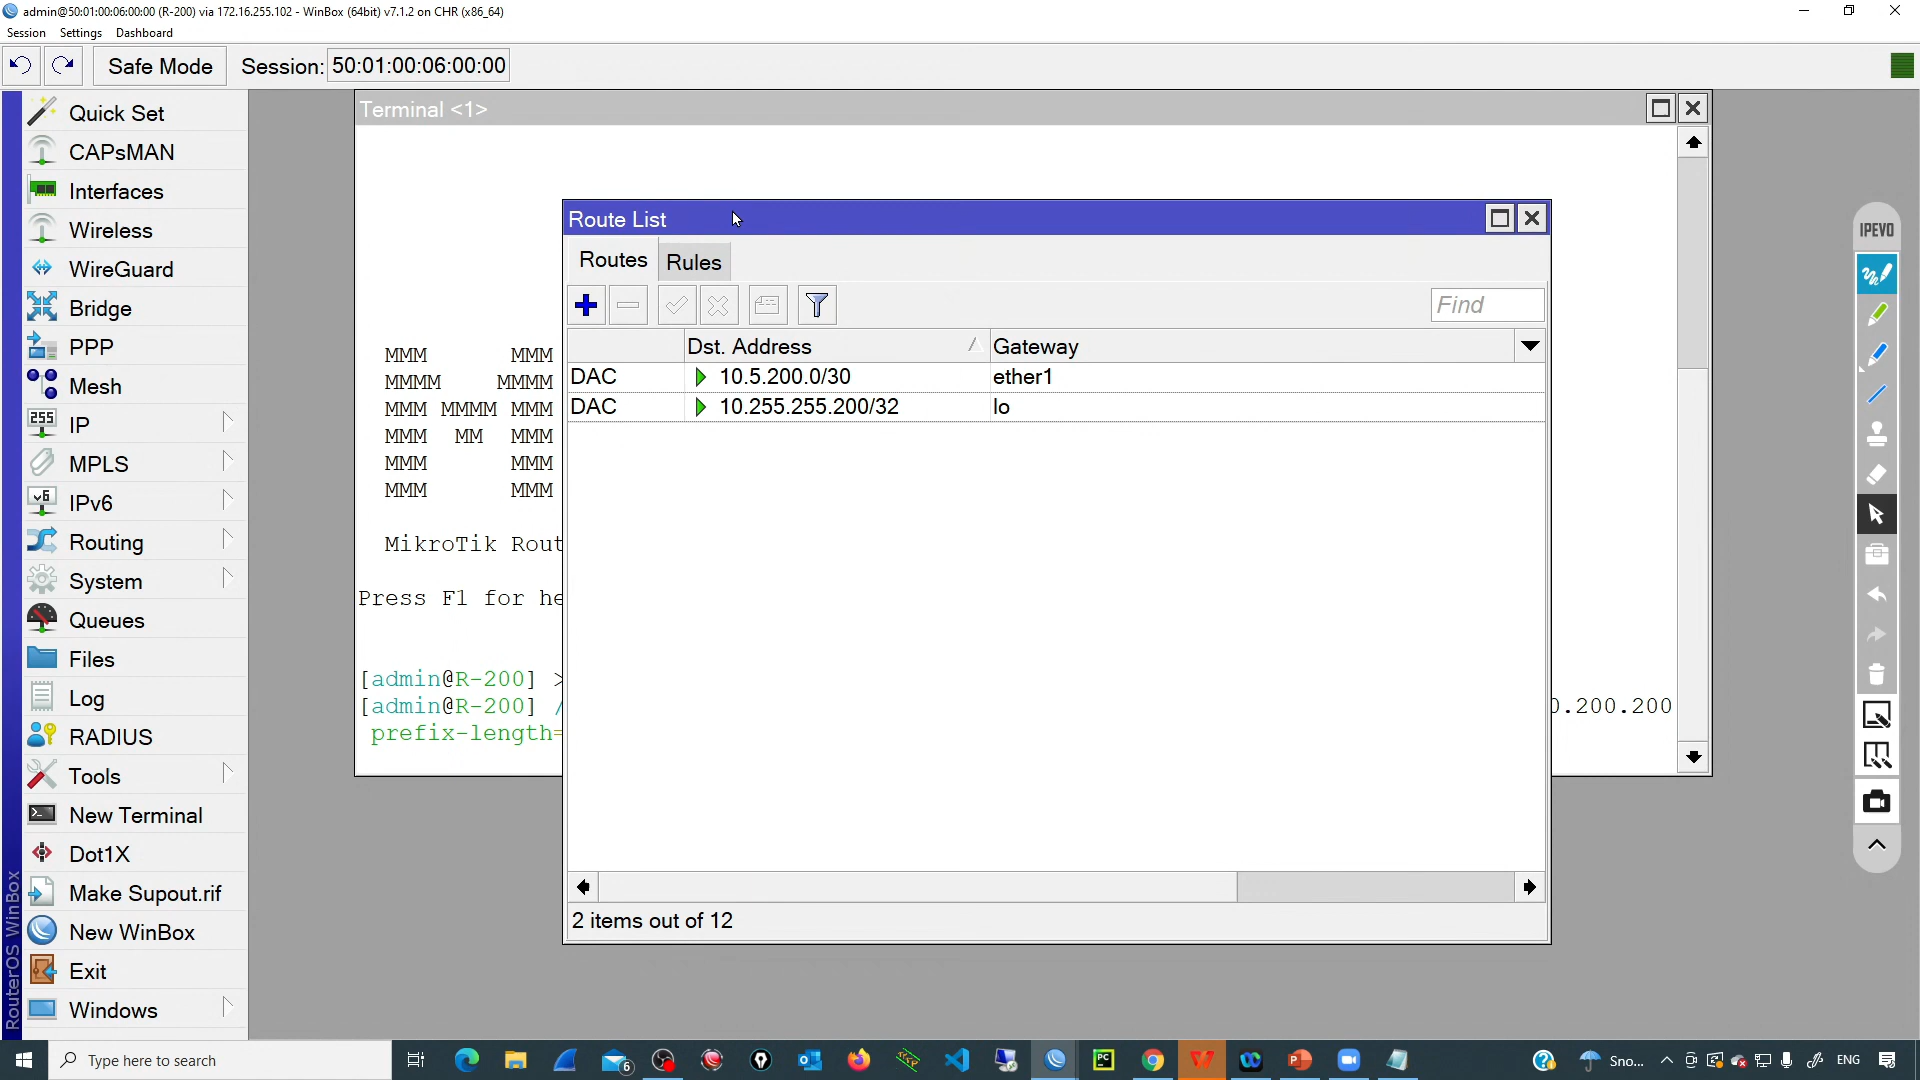 admin@50:01:00:06:00:00 (R-200) via 172.16.255.102 - WinBox (64bit) v7.1.2 on CHR (x86_64)
Session Settings Dashboard
Safe Mode Session: 50:01:00:06:00:00
Quick Set
CAPsMAN
Interfaces
Wireless
WireGuard
Bridge
PPP
Mesh
255 IP
MPLS
v6 IPv6
Routing
System
Queues
Files
Log
RADIUS
Tools
New Terminal
Dot1X
Make Supout.rif
New WinBox
Exit
Windows
RouterOS WinBox
Terminal <1>
MMM MMM
MMMM MMMM
MMM MMMM MMM
MMM MM MMM
MMM MMM
MMM MMM
MikroTik Rout
Press F1 for he
[admin@R-200] >
[admin@R-200] /
0.200.200
prefix-length=
Route List
Routes Rules
Find
Dst. Address Gateway
DAC 10.5.200.0/30 ether1
DAC 10.255.255.200/32 lo
2 items out of 12
IPEVO
Type here to search
6
PC
Sno...
ENG